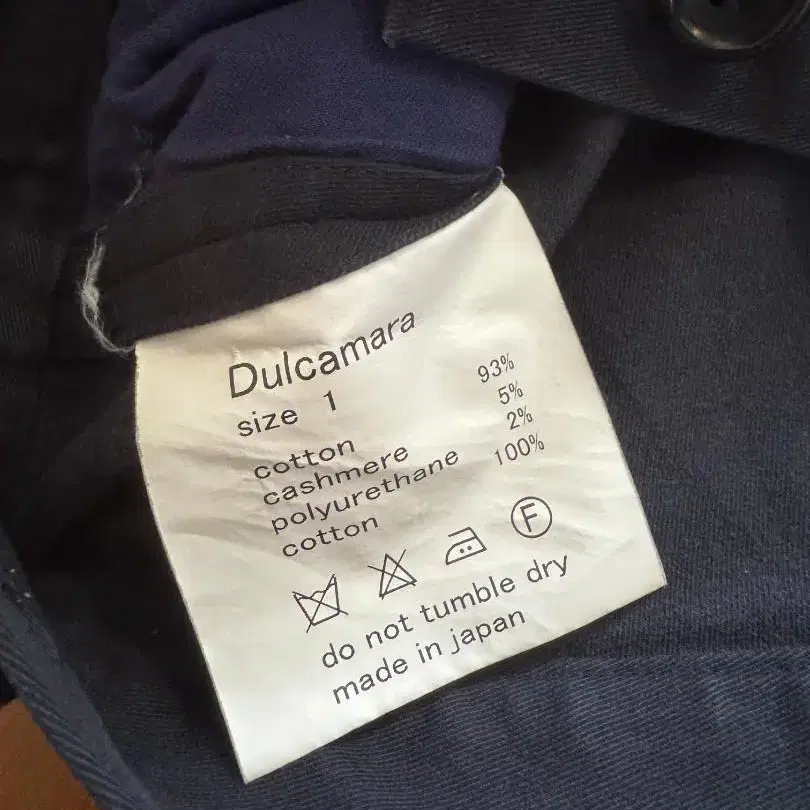 Dulcamara
size 1
cotton 93%
cashmere 5%
polyurethane 2%
cotton 100%
F
do not tumble dry
made in japan